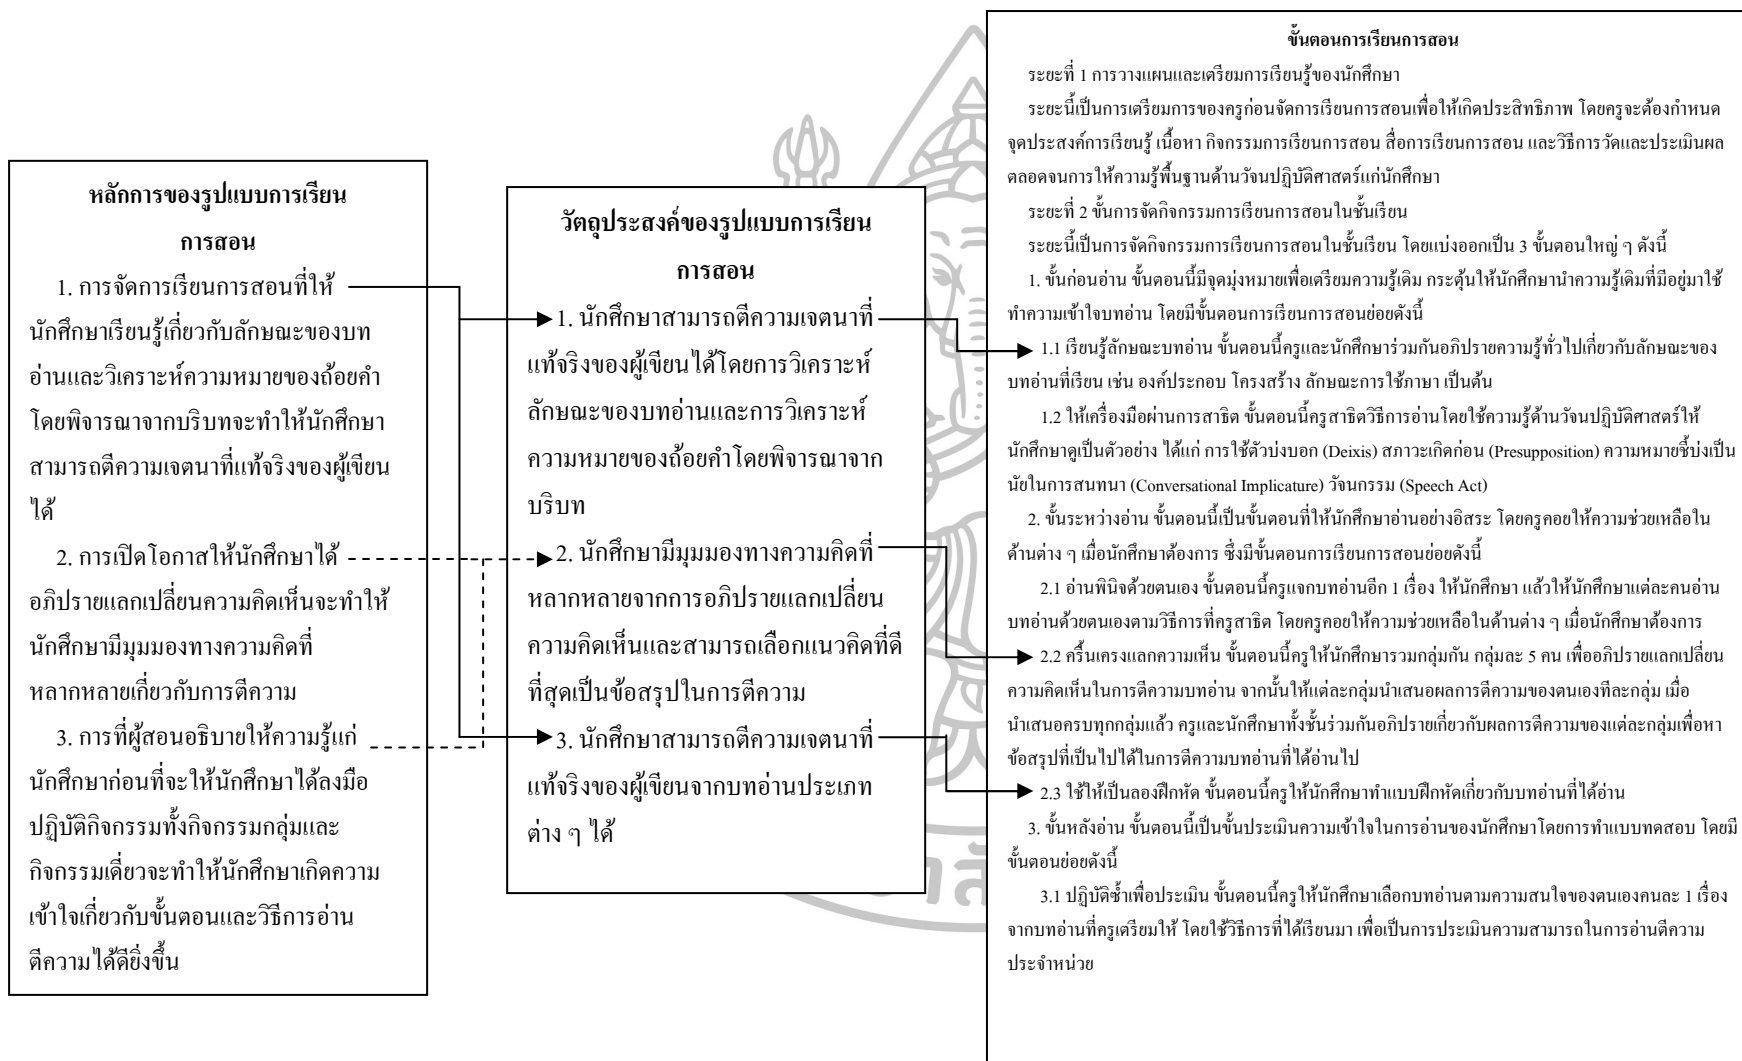 หลักการของรูปแบบการเรียน
การสอน
1. การจัดการเรียนการสอนที่ให้
นักศึกษาเรียนรู้เกี่ยวกับลักษณะของบท
อ่านและวิเคราะห์ความหมายของถ้อยคำ
โดยพิจารณาจากบริบทจะทำให้นักศึกษา
สามารถตีความเจตนาที่แท้จริงของผู้เขียน
ได้
2. การเปิดโอกาสให้นักศึกษาได้
อภิปรายแลกเปลี่ยนความคิดเห็นจะทำให้
นักศึกษามีมุมมองทางความคิดที่
หลากหลายเกี่ยวกับการตีความ
3. การที่ผู้สอนอธิบายให้ความรู้แก่
นักศึกษาก่อนที่จะให้นักศึกษาได้ลงมือ
ปฏิบัติกิจกรรมทั้งกิจกรรมกลุ่มและ
กิจกรรมเดี่ยวจะทำให้นักศึกษาเกิดความ
เข้าใจเกี่ยวกับขั้นตอนและวิธีการอ่าน
ตีความได้ดียิ่งขึ้น
วัตถุประสงค์ของรูปแบบการเรียน
การสอน
1. นักศึกษาสามารถตีความเจตนาที่
แท้จริงของผู้เขียนได้โดยการวิเคราะห์
ลักษณะของบทอ่านและการวิเคราะห์
ความหมายของถ้อยคำโดยพิจารณาจาก
บริบท
2. นักศึกษามีมุมมองทางความคิดที่
หลากหลายจากการอภิปรายแลกเปลี่ยน
ความคิดเห็นและสามารถเลือกแนวคิดที่ดี
ที่สุดเป็นข้อสรุปในการตีความ
3. นักศึกษาสามารถตีความเจตนาที่
แท้จริงของผู้เขียนจากบทอ่านประเภท
ต่าง ๆ ได้
ขั้นตอนการเรียนการสอน
ระยะที่ 1 การวางแผนและเตรียมการเรียนรู้ของนักศึกษา
ระยะนี้เป็นการเตรียมการของครูก่อนจัดการเรียนการสอนเพื่อให้เกิดประสิทธิภาพ โดยครูจะต้องกำหนด
จุดประสงค์การเรียนรู้ เนื้อหา กิจกรรมการเรียนการสอน สื่อการเรียนการสอน และวิธีการวัดและประเมินผล
ตลอดจนการให้ความรู้พื้นฐานด้านวัจนปฏิบัติศาสตร์แก่นักศึกษา
ระยะที่ 2 ขั้นการจัดกิจกรรมการเรียนการสอนในชั้นเรียน
ระยะนี้เป็นการจัดกิจกรรมการเรียนการสอนในชั้นเรียน โดยแบ่งออกเป็น 3 ขั้นตอนใหญ่ ๆ ดังนี้
1. ขั้นก่อนอ่าน ขั้นตอนนี้มีจุดมุ่งหมายเพื่อเตรียมความรู้เดิม กระตุ้นให้นักศึกษานำความรู้เดิมที่มีอยู่มาใช้
ทำความเข้าใจบทอ่าน โดยมีขั้นตอนการเรียนการสอนย่อยดังนี้
1.1 เรียนรู้ลักษณะบทอ่าน ขั้นตอนนี้ครูและนักศึกษาร่วมกันอภิปรายความรู้ทั่วไปเกี่ยวกับลักษณะของ
บทอ่านที่เรียน เช่น องค์ประกอบ โครงสร้าง ลักษณะการใช้ภาษา เป็นต้น
1.2 ให้เครื่องมือผ่านการสาธิต ขั้นตอนนี้ครูสาธิตวิธีการอ่านโดยใช้ความรู้ด้านวัจนปฏิบัติศาสตร์ให้
นักศึกษาดูเป็นตัวอย่าง ได้แก่ การใช้ตัวบ่งบอก (Deixis) สภาวะเกิดก่อน (Presupposition) ความหมายชี้บ่งเป็น
นัยในการสนทนา (Conversational Implicature) วัจนกรรม (Speech Act)
2. ขั้นระหว่างอ่าน ขั้นตอนนี้เป็นขั้นตอนที่ให้นักศึกษาอ่านอย่างอิสระ โดยครูคอยให้ความช่วยเหลือใน
ด้านต่าง ๆ เมื่อนักศึกษาต้องการ ซึ่งมีขั้นตอนการเรียนการสอนย่อยดังนี้
2.1 อ่านพินิจด้วยตนเอง ขั้นตอนนี้ครูแจกบทอ่านอีก 1 เรื่อง ให้นักศึกษา แล้วให้นักศึกษาแต่ละคนอ่าน
บทอ่านด้วยตนเองตามวิธีการที่ครูสาธิต โดยครูคอยให้ความช่วยเหลือในด้านต่าง ๆ เมื่อนักศึกษาต้องการ
2.2 ครื้นเครงแลกความเห็น ขั้นตอนนี้ครูให้นักศึกษารวมกลุ่มกัน กลุ่มละ 5 คน เพื่ออภิปรายแลกเปลี่ยน
ความคิดเห็นในการตีความบทอ่าน จากนั้นให้แต่ละกลุ่มนำเสนอผลการตีความของตนเองทีละกลุ่ม เมื่อ
นำเสนอครบทุกกลุ่มแล้ว ครูและนักศึกษาทั้งชั้นร่วมกันอภิปรายเกี่ยวกับผลการตีความของแต่ละกลุ่มเพื่อหา
ข้อสรุปที่เป็นไปได้ในการตีความบทอ่านที่ได้อ่านไป
2.3 ใช้ให้เป็นลองฝึกหัด ขั้นตอนนี้ครูให้นักศึกษาทำแบบฝึกหัดเกี่ยวกับบทอ่านที่ได้อ่าน
3. ขั้นหลังอ่าน ขั้นตอนนี้เป็นขั้นประเมินความเข้าใจในการอ่านของนักศึกษาโดยการทำแบบทดสอบ โดยมี
ขั้นตอนย่อยดังนี้
3.1 ปฏิบัติซ้ำเพื่อประเมิน ขั้นตอนนี้ครูให้นักศึกษาเลือกบทอ่านตามความสนใจของตนเองคนละ 1 เรื่อง
จากบทอ่านที่ครูเตรียมให้ โดยใช้วิธีการที่ได้เรียนมา เพื่อเป็นการประเมินความสามารถในการอ่านตีความ
ประจำหน่วย